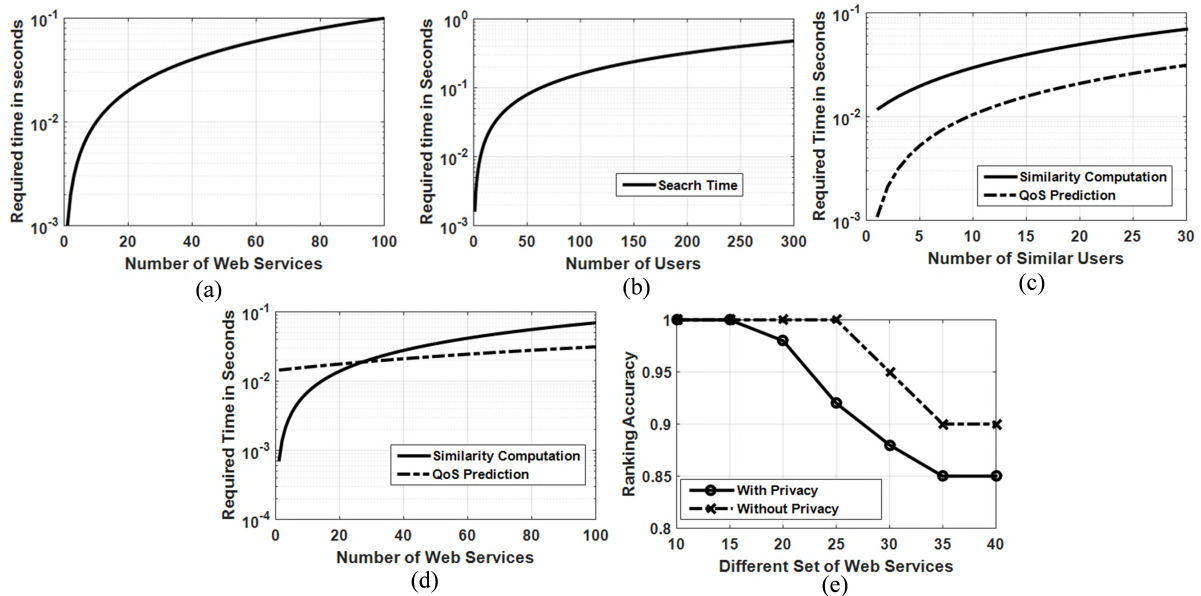 Required time in seconds
10^-1
10^-2
10^-3
0 20 40 60 80 100
Number of Web Services
(a)
Required time in Seconds
10^0
10^-1
10^-2
10^-3
Seacrh Time
0 50 100 150 200 250 300
Number of Users
(b)
Required Time in Seconds
10^-1
10^-2
10^-3
Similarity Computation
QoS Prediction
0 5 10 15 20 25 30
Number of Similar Users
(c)
Required Time in Seconds
10^-1
10^-2
10^-3
10^-4
Similarity Computation
QoS Prediction
0 20 40 60 80 100
Number of Web Services
(d)
Ranking Accuracy
1
0.95
0.9
0.85
0.8
With Privacy
Without Privacy
10 15 20 25 30 35 40
Different Set of Web Services
(e)